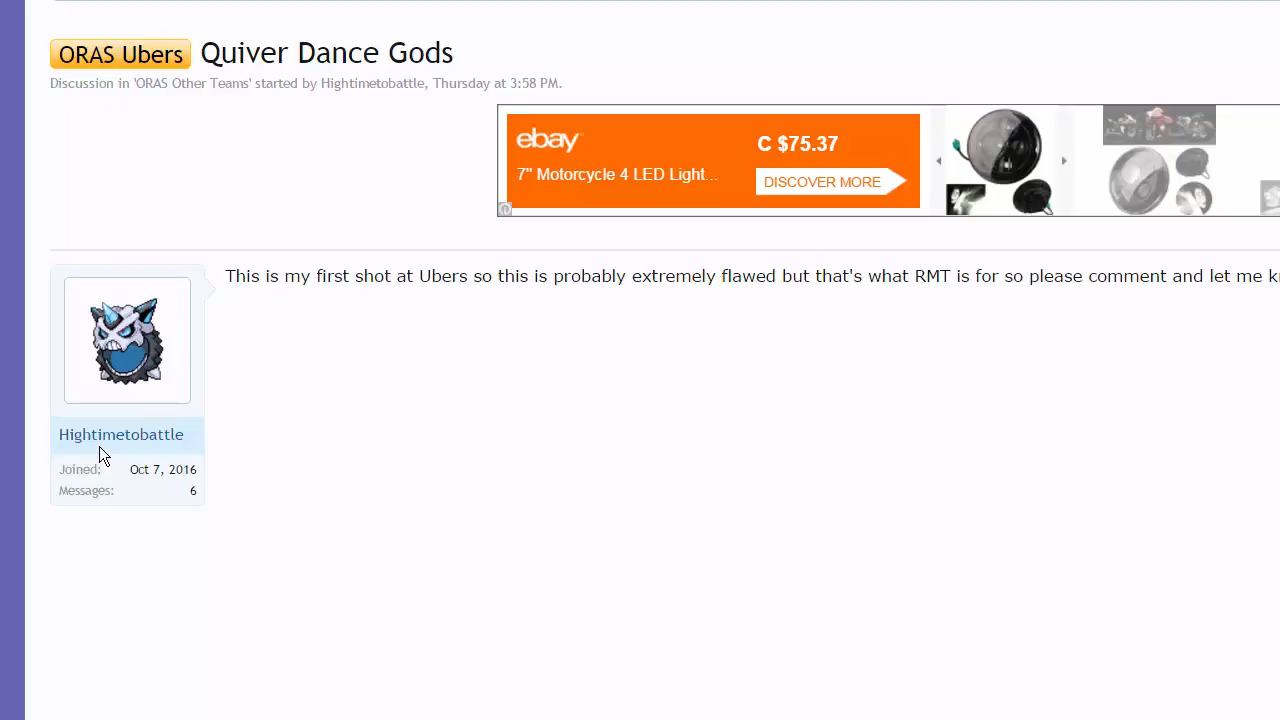 ORAS Ubers Quiver Dance Gods
Discussion in 'ORAS Other Teams' started by Hightimetobattle, Thursday at 3:58 PM.
ebay
C $75.37
7" Motorcycle 4 LED Light...
DISCOVER MORE
This is my first shot at Ubers so this is probably extremely flawed but that's what RMT is for so please comment and let me
Hightimetobattle
Joined: Oct 7, 2016
Messages: 6